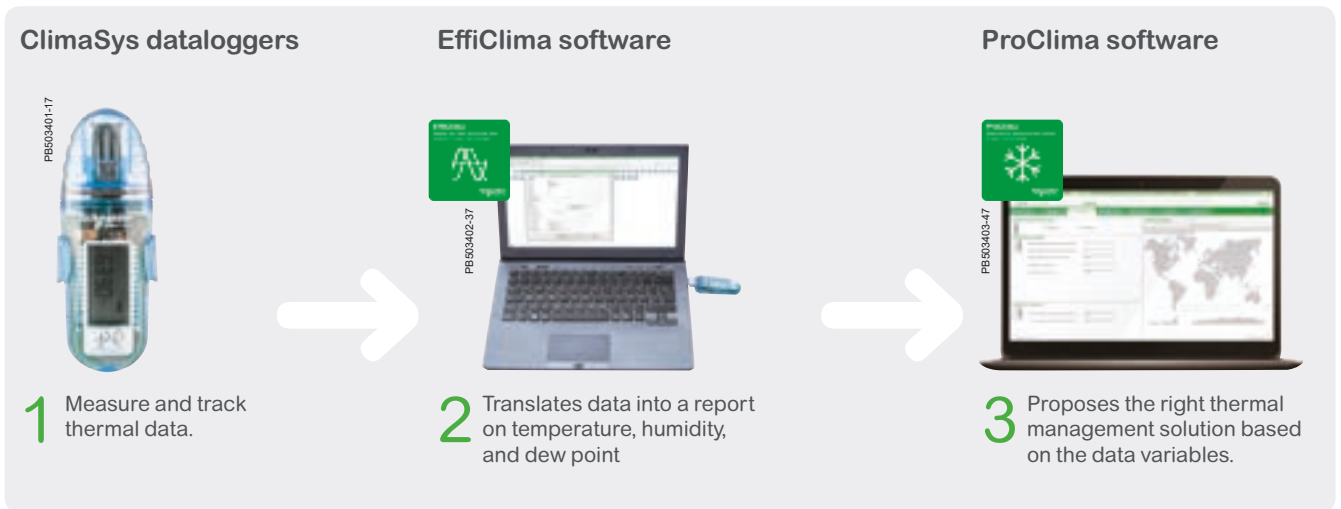 ClimaSys dataloggers
EffiClima software
ProClima software
PB503401-17
PB503402-37
PB503403-47
1 Measure and track
thermal data.
2 Translates data into a report
on temperature, humidity,
and dew point
3 Proposes the right thermal
management solution based
on the data variables.